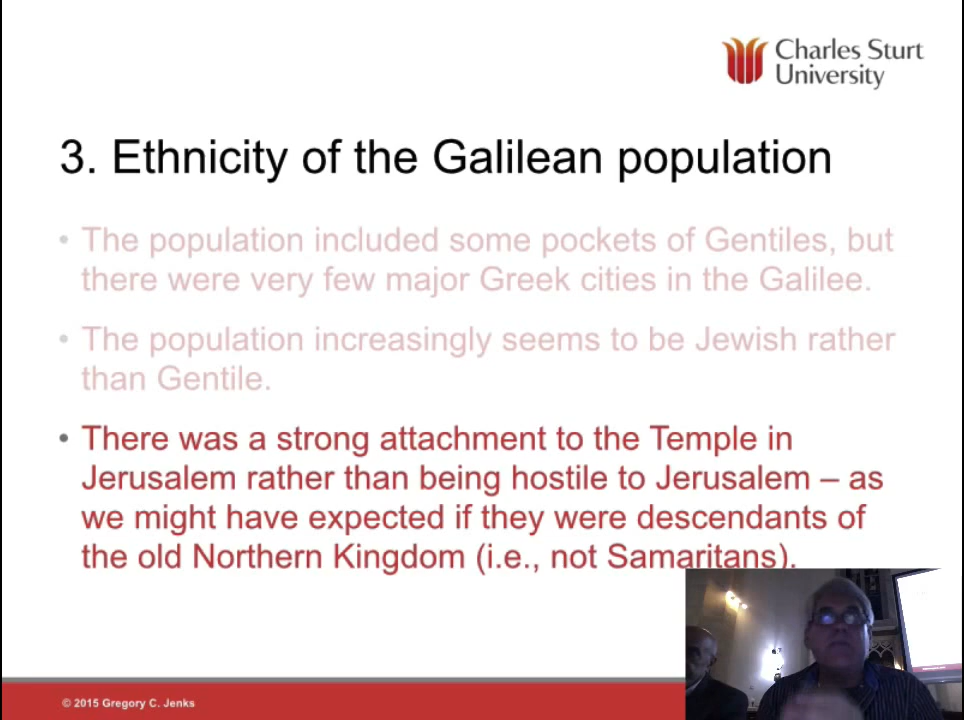 Charles Sturt
University
3. Ethnicity of the Galilean population
• The population included some pockets of Gentiles, but
there were very few major Greek cities in the Galilee.
• The population increasingly seems to be Jewish rather
than Gentile.
• There was a strong attachment to the Temple in
Jerusalem rather than being hostile to Jerusalem – as
we might have expected if they were descendants of
the old Northern Kingdom (i.e., not Samaritans).
© 2015 Gregory C. Jenks